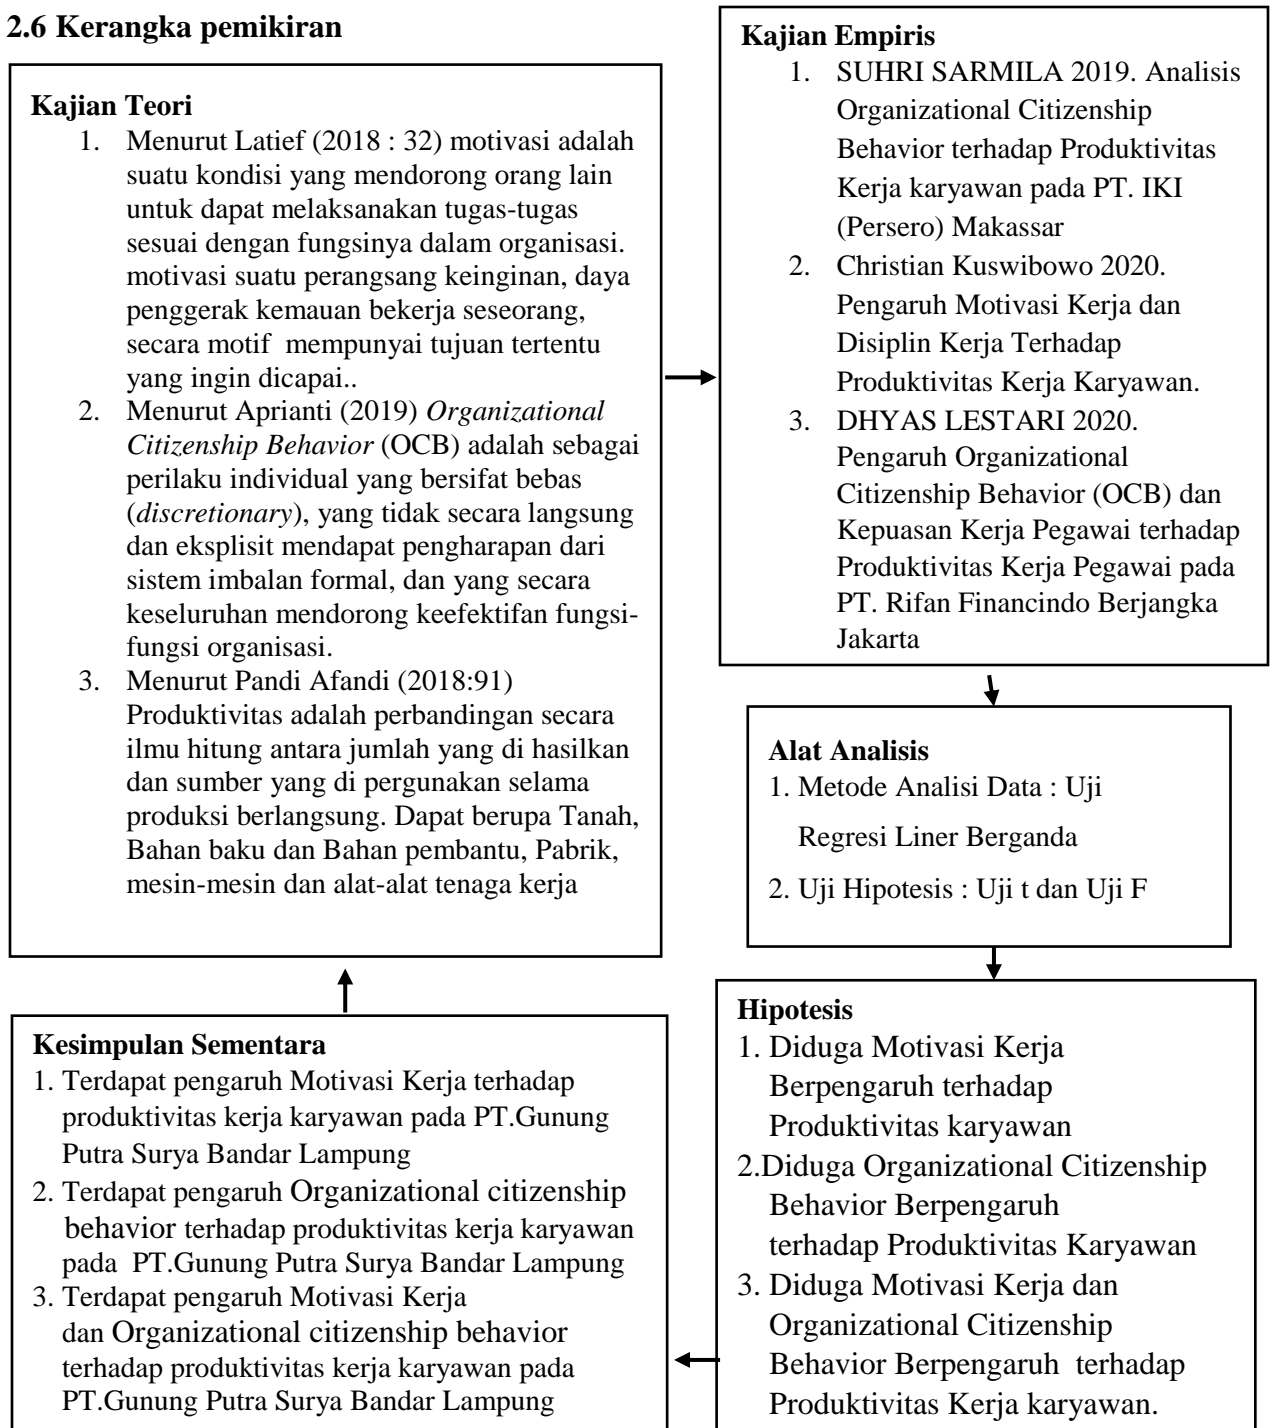 2.6 Kerangka pemikiran
Kajian Teori
1. Menurut Latief (2018 : 32) motivasi adalah
suatu kondisi yang mendorong orang lain
untuk dapat melaksanakan tugas-tugas
sesuai dengan fungsinya dalam organisasi.
motivasi suatu perangsang keinginan, daya
penggerak kemauan bekerja seseorang,
secara motif mempunyai tujuan tertentu
yang ingin dicapai..
2. Menurut Aprianti (2019) Organizational
Citizenship Behavior (OCB) adalah sebagai
perilaku individual yang bersifat bebas
(discretionary), yang tidak secara langsung
dan eksplisit mendapat pengharapan dari
sistem imbalan formal, dan yang secara
keseluruhan mendorong keefektifan fungsi-
fungsi organisasi.
3. Menurut Pandi Afandi (2018:91)
Produktivitas adalah perbandingan secara
ilmu hitung antara jumlah yang di hasilkan
dan sumber yang di pergunakan selama
produksi berlangsung. Dapat berupa Tanah,
Bahan baku dan Bahan pembantu, Pabrik,
mesin-mesin dan alat-alat tenaga kerja
Kajian Empiris
1. SUHRI SARMILA 2019. Analisis
Organizational Citizenship
Behavior terhadap Produktivitas
Kerja karyawan pada PT. IKI
(Persero) Makassar
2. Christian Kuswibowo 2020.
Pengaruh Motivasi Kerja dan
Disiplin Kerja Terhadap
Produktivitas Kerja Karyawan.
3. DHYAS LESTARI 2020.
Pengaruh Organizational
Citizenship Behavior (OCB) dan
Kepuasan Kerja Pegawai terhadap
Produktivitas Kerja Pegawai pada
PT. Rifan Financindo Berjangka
Jakarta
Alat Analisis
1. Metode Analisi Data : Uji
Regresi Liner Berganda
2. Uji Hipotesis : Uji t dan Uji F
Hipotesis
1. Diduga Motivasi Kerja
Berpengaruh terhadap
Produktivitas karyawan
2.Diduga Organizational Citizenship
Behavior Berpengaruh
terhadap Produktivitas Karyawan
3. Diduga Motivasi Kerja dan
Organizational Citizenship
Behavior Berpengaruh terhadap
Produktivitas Kerja karyawan.
Kesimpulan Sementara
1. Terdapat pengaruh Motivasi Kerja terhadap
produktivitas kerja karyawan pada PT.Gunung
Putra Surya Bandar Lampung
2. Terdapat pengaruh Organizational citizenship
behavior terhadap produktivitas kerja karyawan
pada PT.Gunung Putra Surya Bandar Lampung
3. Terdapat pengaruh Motivasi Kerja
dan Organizational citizenship behavior
terhadap produktivitas kerja karyawan pada
PT.Gunung Putra Surya Bandar Lampung